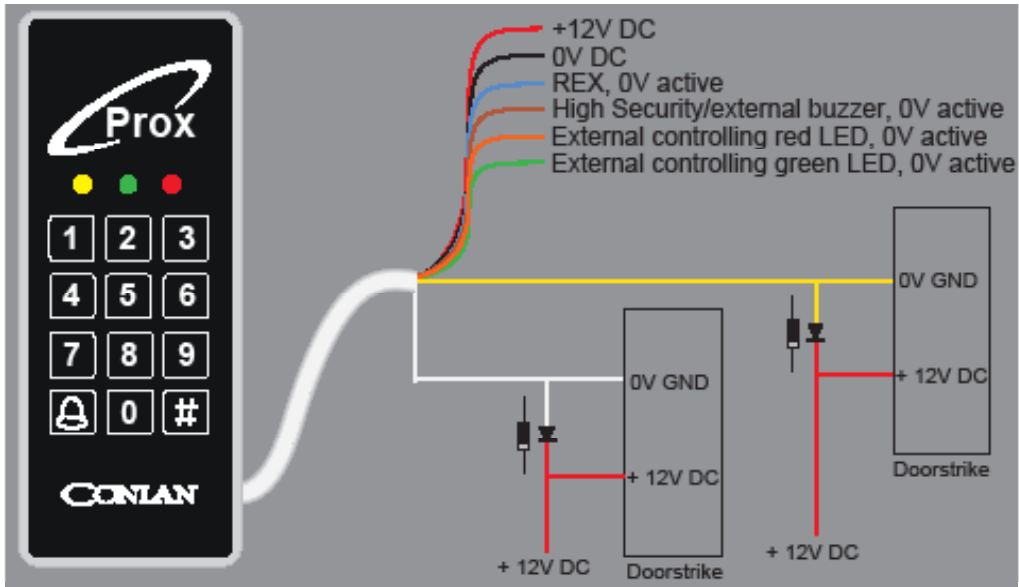 Prox
1 2 3
4 5 6
7 8 9
0 #
CONLAN
+12V DC
0V DC
REX, 0V active
High Security/external buzzer, 0V active
External controlling red LED, 0V active
External controlling green LED, 0V active
0V GND
+ 12V DC
Doorstrike
+ 12V DC
0V GND
+ 12V DC
Doorstrike
+ 12V DC